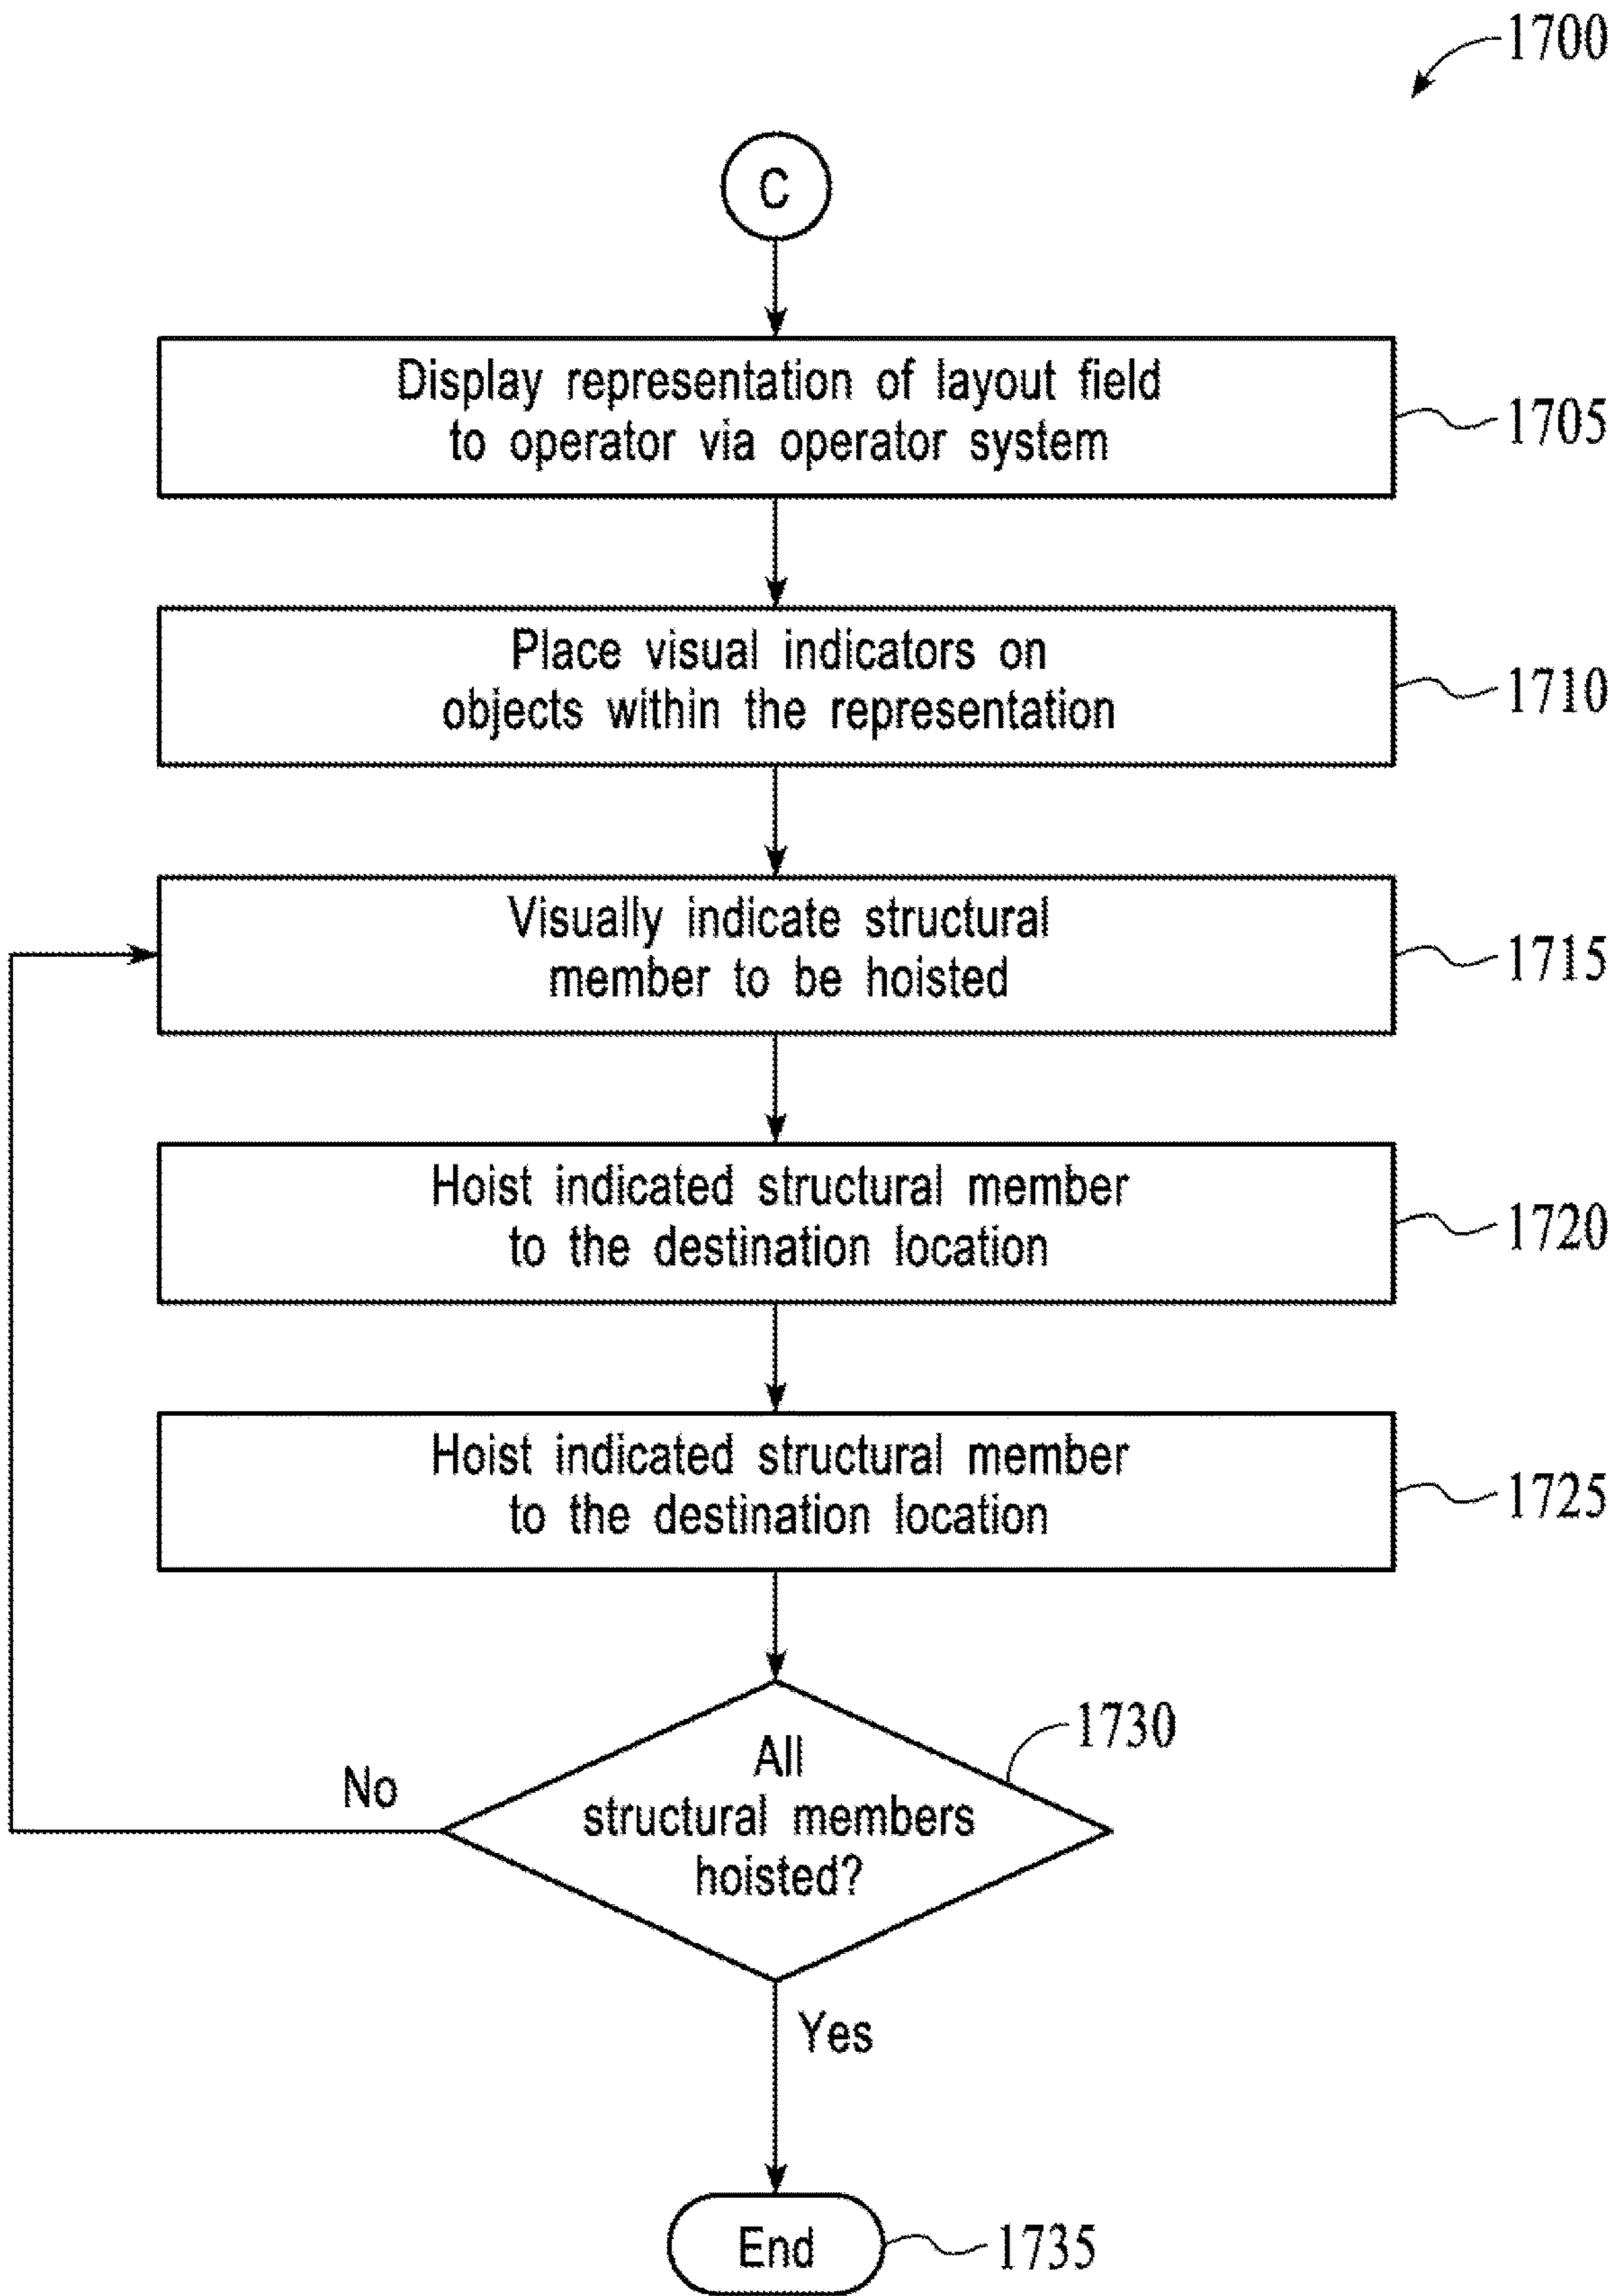 1700
C
Display representation of layout field
to operator via operator system
1705
Place visual indicators on
objects within the representation
1710
Visually indicate structural
member to be hoisted
1715
Hoist indicated structural member
to the destination location
1720
Hoist indicated structural member
to the destination location
1725
All
structural members
hoisted?
1730
No
Yes
End
1735